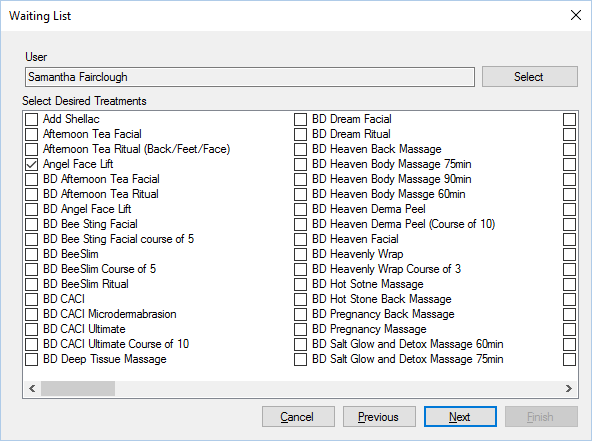 Waiting List
User
Samantha Fairclough
Select
Select Desired Treatments
Add Shellac
Afternoon Tea Facial
Afternoon Tea Ritual (Back/Feet/Face)
Angel Face Lift
BD Afternoon Tea Facial
BD Afternoon Tea Ritual
BD Angel Face Lift
BD Bee Sting Facial
BD Bee Sting Facial course of 5
BD BeeSlim
BD BeeSlim Course of 5
BD BeeSlim Ritual
BD CACI
BD CACI Microdermabrasion
BD CACI Ultimate
BD CACI Ultimate Course of 10
BD Deep Tissue Massage
BD Dream Facial
BD Dream Ritual
BD Heaven Back Massage
BD Heaven Body Massage 75min
BD Heaven Body Massage 90min
BD Heaven Body Massge 60min
BD Heaven Derma Peel
BD Heaven Derma Peel (Course of 10)
BD Heaven Facial
BD Heavenly Wrap
BD Heavenly Wrap Course of 3
BD Hot Sotne Massage
BD Hot Stone Back Massage
BD Pregnancy Back Massage
BD Pregnancy Massage
BD Salt Glow and Detox Massage 60min
BD Salt Glow and Detox Massage 75min
Cancel
Previous
Next
Finish